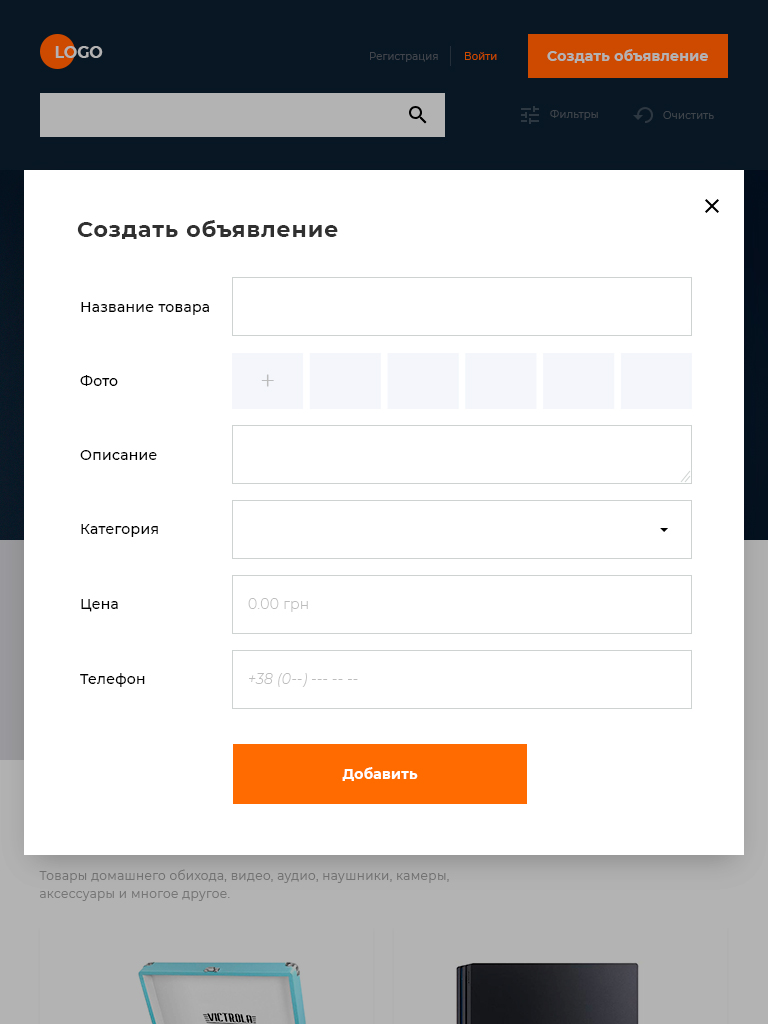 LOGO
Регистрация
Войти
Создать объявление
Фильтры
Очистить
Создать объявление
Название товара
Фото
+
Описание
Категория
Цена
0.00 грн
Телефон
+38 (0--) --- -- --
Добавить
Товары домашнего обихода, видео, аудио, наушники, камеры,
аксессуары и многое другое.
VICTROLA